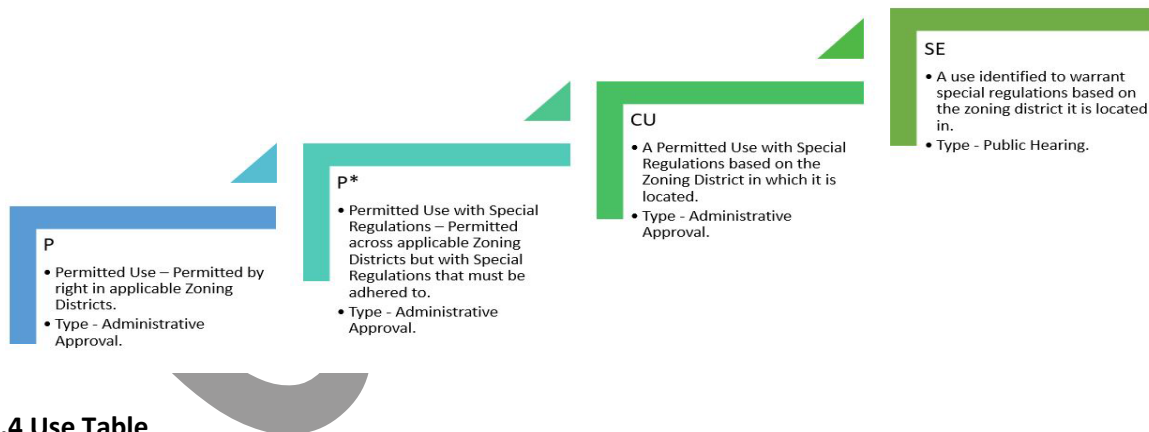 P
• Permitted Use – Permitted by
right in applicable Zoning
Districts.
• Type - Administrative
Approval.
P*
• Permitted Use with Special
Regulations – Permitted
across applicable Zoning
Districts but with Special
Regulations that must be
adhered to.
• Type - Administrative
Approval.
CU
• A Permitted Use with Special
Regulations based on the
Zoning District in which it is
located.
• Type - Administrative
Approval.
SE
• A use identified to warrant
special regulations based on
the zoning district it is located
in.
• Type - Public Hearing.
.4 Use Table